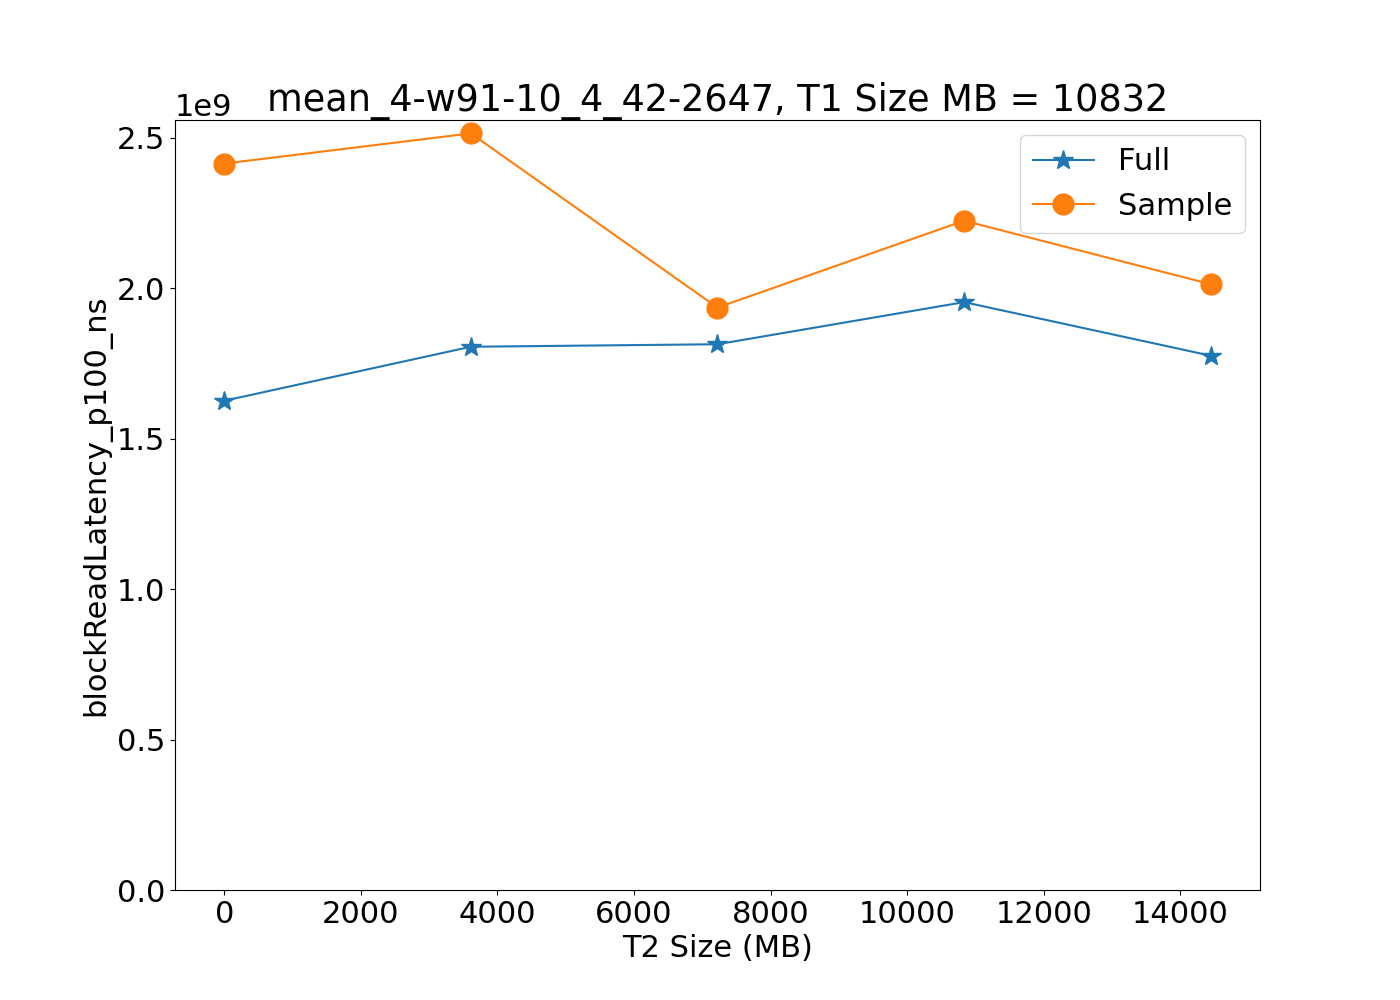 1e9
mean_4-w91-10_4_42-2647, T1 Size MB = 10832
Full
Sample
2.5
2.0
1.5
1.0
0.5
0.0
blockReadLatency_p100_ns
0 2000 4000 6000 8000 10000 12000 14000
T2 Size (MB)